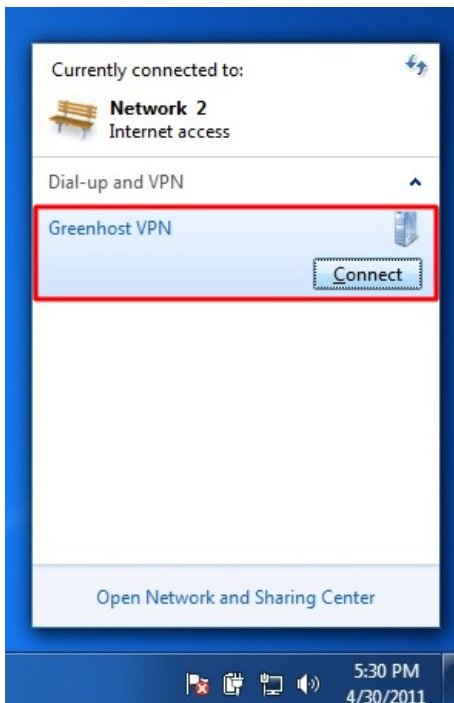 Currently connected to:
Network 2
Internet access
Dial-up and VPN
Greenhost VPN
Connect
Open Network and Sharing Center
5:30 PM
4/30/2011